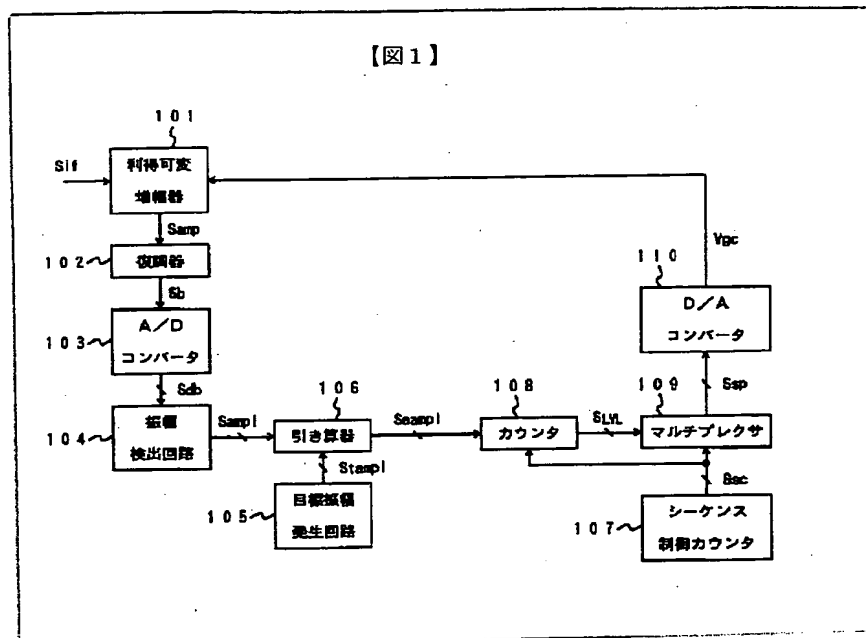 【図1】
101
Sif
利得可変
増幅器
Samp
Vgc
102
復調器
110
Sb
D/A
コンバータ
103
A/D
コンバータ
Sdb
106
108
109
Ssp
104
振幅
検出回路
Sampl
引き算器
Seampl
カウンタ
SLVL
マルチプレクサ
Stampl
Ssc
105
目標振幅
発生回路
107
シーケンス
制御カウンタ